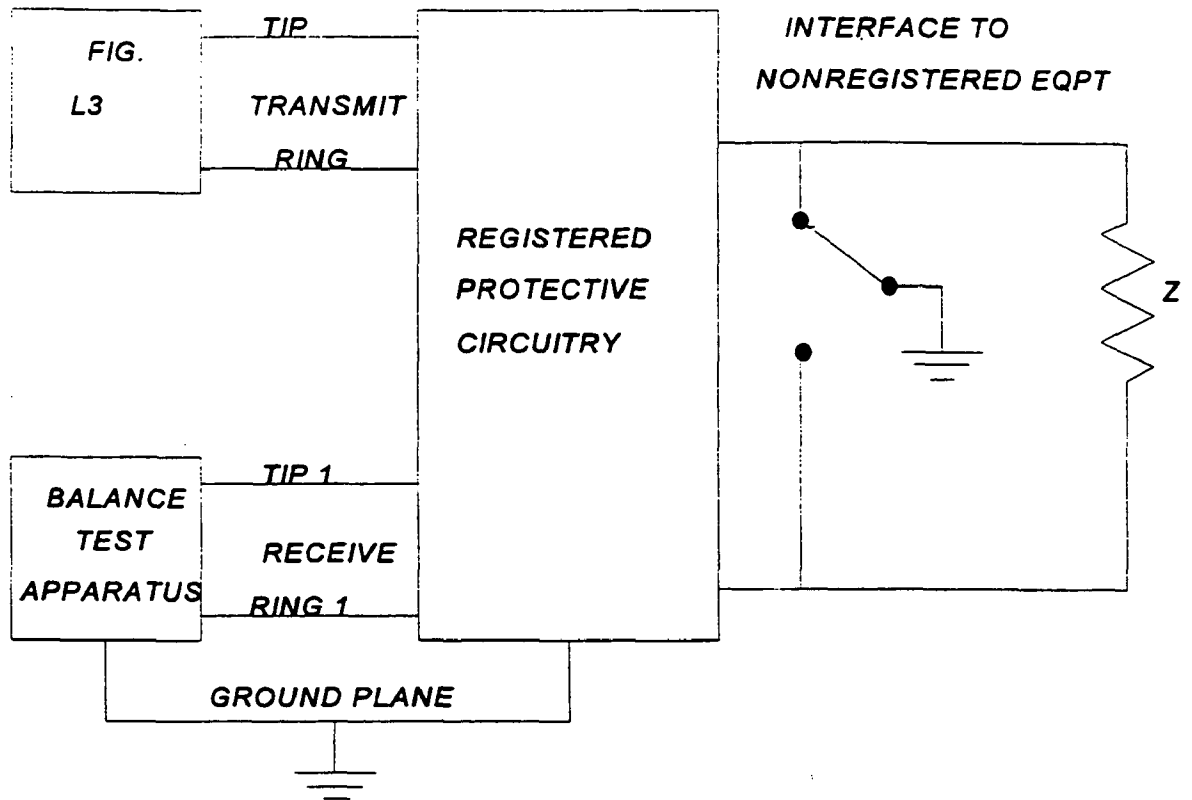 FIG.
L3
TIP
TRANSMIT
RING
INTERFACE TO
NONREGISTERED EQPT
REGISTERED
PROTECTIVE
CIRCUITRY
Z
BALANCE
TEST
APPARATUS
TIP 1
RECEIVE
RING 1
GROUND PLANE